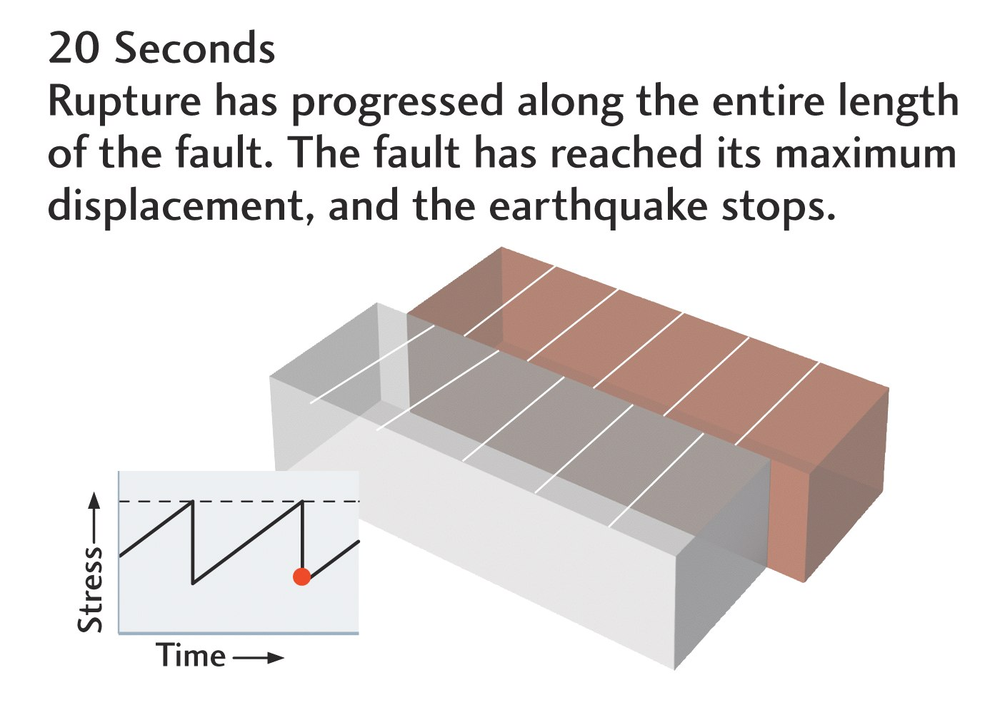 20 Seconds
Rupture has progressed along the entire length
of the fault. The fault has reached its maximum
displacement, and the earthquake stops.
Stress
Time